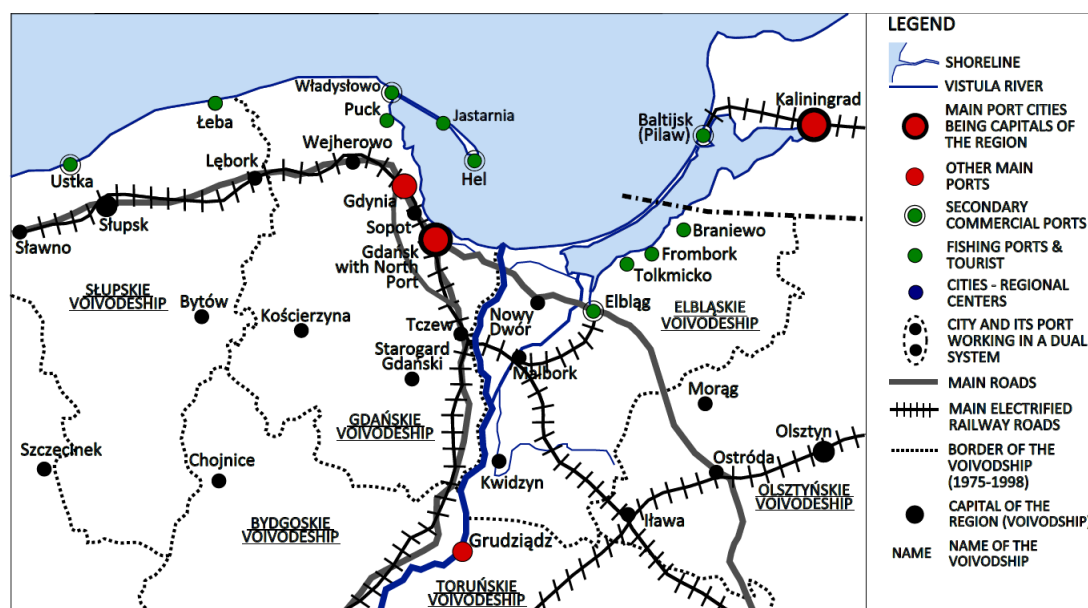 Władysłowo
Puck
Jastarnia
Łeba
Wejherowo
Hel
Ustka
Lębork
Słupsk
Sławno
Gdynia
Sopot
Gdańsk
with North
Port
Baltijsk
(Pilaw)
Kaliningrad
Braniewo
Frombork
Tolkmicko
Elbląg
SŁUPSKIE
VOIVODESHIP
Bytów
Kościerzyna
Tczew
Nowy
Dwór
ELBLĄSKIE
VOIVODESHIP
Starogard
Gdański
Malbork
Morąg
GDAŃSKIE
VOIVODESHIP
Szczęcinek
Chojnice
Kwidzyn
Ostróda
Olsztyn
OLSZTYŃSKIE
VOIVODESHIP
BYDGOSKIE
VOIVODESHIP
Iława
Grudziądz
TORUŃSKIE
VOIVODESHIP
LEGEND
SHORELINE
VISTULA RIVER
MAIN PORT CITIES
BEING CAPITALS OF
THE REGION
OTHER MAIN
PORTS
SECONDARY
COMMERCIAL PORTS
FISHING PORTS &
TOURIST
CITIES - REGIONAL
CENTERS
CITY AND ITS PORT
WORKING IN A DUAL
SYSTEM
MAIN ROADS
MAIN ELECTRIFIED
RAILWAY ROADS
BORDER OF THE
VOIVODSHIP
(1975-1998)
CAPITAL OF THE
REGION (VOIVODSHIP)
NAME
NAME OF THE
VOIVODSHIP